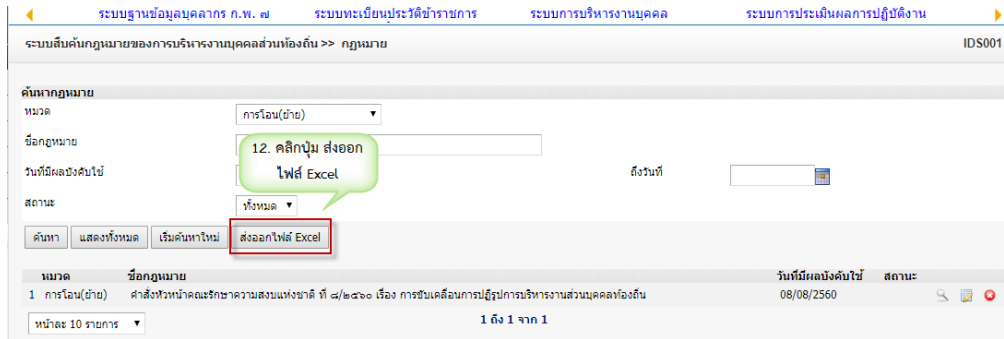 ระบบฐานข้อมูลบุคลากร ก.พ. ๗ ระบบทะเบียนประวัติข้าราชการ ระบบการบริหารงานบุคคล ระบบการประเมินผลการปฏิบัติงาน
ระบบสืบค้นกฎหมายของการบริหารงานบุคคลส่วนท้องถิ่น >> กฎหมาย IDS001
ค้นหากฎหมาย
หมวด การโอน(ย้าย)
ชื่อกฎหมาย
12. คลิกปุ่ม ส่งออก
ไฟล์ Excel
วันที่มีผลบังคับใช้ ถึงวันที่
สถานะ ทั้งหมด
ค้นหา แสดงทั้งหมด เริ่มค้นหาใหม่ ส่งออกไฟล์ Excel
หมวด ชื่อกฎหมาย วันที่มีผลบังคับใช้ สถานะ
1 การโอน(ย้าย) คำสั่งหัวหน้าคณะรักษาความสงบแห่งชาติ ที่ ๘/๒๕๖๐ เรื่อง การขับเคลื่อนการปฏิรูปการบริหารงานส่วนบุคคลท้องถิ่น 08/08/2560
หน้าละ 10 รายการ 1 ถึง 1 จาก 1